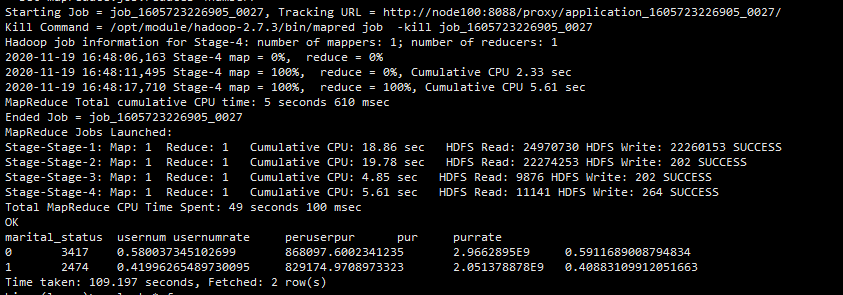 Starting Job = job_1605723226905_0027, Tracking URL = http://node100:8088/proxy/application_1605723226905_0027/
Kill Command = /opt/module/hadoop-2.7.3/bin/mapred job  -kill job_1605723226905_0027
Hadoop job information for Stage-4: number of mappers: 1; number of reducers: 1
2020-11-19 16:48:06,163 Stage-4 map = 0%,  reduce = 0%
2020-11-19 16:48:11,495 Stage-4 map = 100%,  reduce = 0%, Cumulative CPU 2.33 sec
2020-11-19 16:48:17,710 Stage-4 map = 100%,  reduce = 100%, Cumulative CPU 5.61 sec
MapReduce Total cumulative CPU time: 5 seconds 610 msec
Ended Job = job_1605723226905_0027
MapReduce Jobs Launched:
Stage-Stage-1: Map: 1  Reduce: 1   Cumulative CPU: 18.86 sec   HDFS Read: 24970730 HDFS Write: 22260153 SUCCESS
Stage-Stage-2: Map: 1  Reduce: 1   Cumulative CPU: 19.78 sec   HDFS Read: 22274253 HDFS Write: 202 SUCCESS
Stage-Stage-3: Map: 1  Reduce: 1   Cumulative CPU: 4.85 sec   HDFS Read: 9876 HDFS Write: 202 SUCCESS
Stage-Stage-4: Map: 1  Reduce: 1   Cumulative CPU: 5.61 sec   HDFS Read: 11141 HDFS Write: 264 SUCCESS
Total MapReduce CPU Time Spent: 49 seconds 100 msec
OK
marital_status  usernum usernumrate     peruserpur      pur     purrate
0       3417    0.580037345102699       868097.6002341235       2.9662895E9     0.5911689008794834
1       2474    0.41996265489730095     829174.9708973323       2.051378878E9   0.40883109912051663
Time taken: 109.197 seconds, Fetched: 2 row(s)